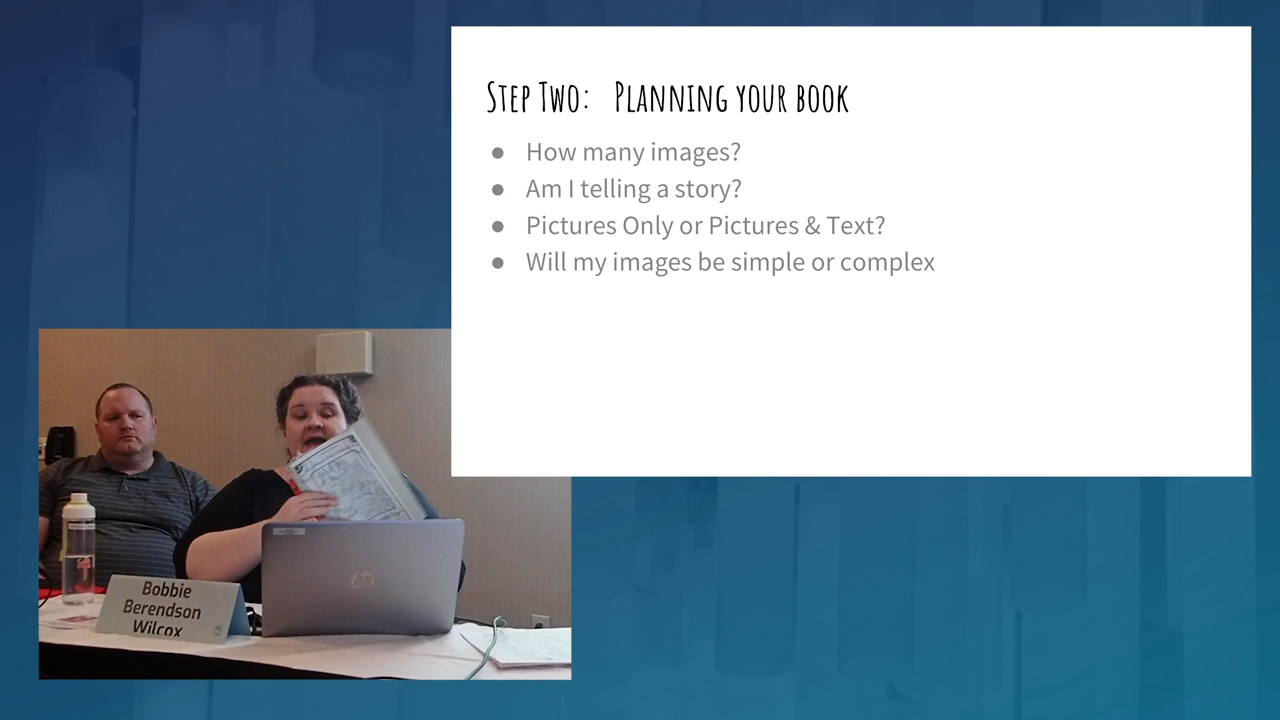 Step Two: Planning your book
● How many images?
● Am I telling a story?
● Pictures Only or Pictures & Text?
● Will my images be simple or complex
Bobbie
Berendson
Wilcox
hp